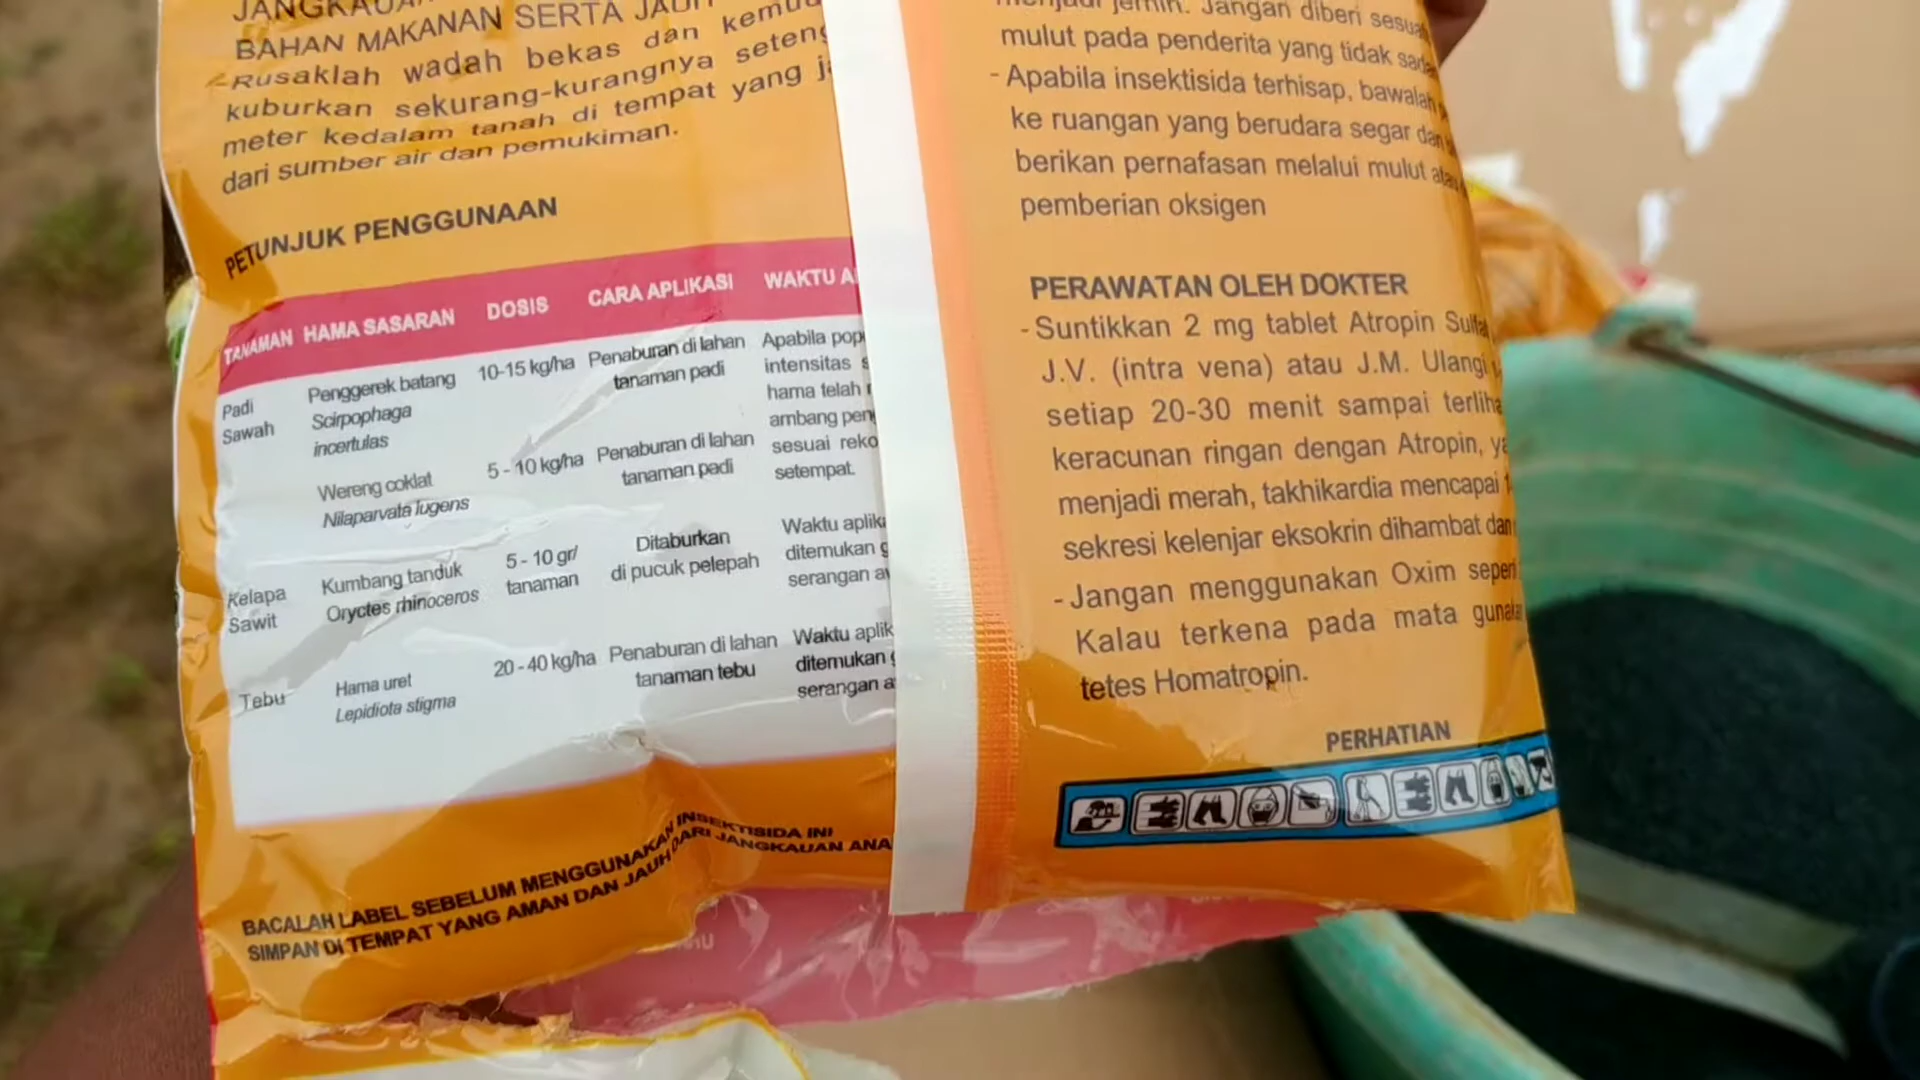 BAHAN MAKANAN SERTA
Rusaklah wadah bekas dan
kuburkan sekurang-kurangnya
meter kedalam tanah di tempat yang
dari sumber air dan pemukiman.
PETUNJUK PENGGUNAAN
TANAMAN HAMA SASARAN DOSIS CARA APLIKASI WAKTU
Padi Sawah
Penggerek batang
Scirpophaga
incertulas
10-15 kg/ha
Penaburan di lahan
tanaman padi
Apabila
intensitas
hama telah
ambang
sesuai
setempat.
Wereng coklat
Nilaparvata lugens
5 - 10 kg/ha
Penaburan di lahan
tanaman padi
Kelapa
Sawit
Kumbang tanduk
Oryctes rhinoceros
5 - 10 gr/
tanaman
Ditaburkan
di pucuk pelepah
Waktu
ditemukan
serangan
Tebu
Hama uret
Lepidiota stigma
20 - 40 kg/ha
Penaburan di lahan
tanaman tebu
Waktu
ditemukan
serangan
BACALAH LABEL SEBELUM MENGGUNAKAN INSEKTISIDA INI
SIMPAN DI TEMPAT YANG AMAN DAN JAUH DARI JANGKAUAN
menjadi jernih. Jangan diberi
mulut pada penderita yang tidak
- Apabila insektisida terhisap, bawalah
ke ruangan yang berudara segar dan
berikan pernafasan melalui mulut
pemberian oksigen
PERAWATAN OLEH DOKTER
- Suntikkan 2 mg tablet Atropin
J.V. (intra vena) atau J.M. Ulangi
setiap 20-30 menit sampai
keracunan ringan dengan Atropin,
menjadi merah, takhikardia mencapai
sekresi kelenjar eksokrin dihambat dan
- Jangan menggunakan Oxim
Kalau terkena pada mata
tetes Homatropin.
PERHATIAN